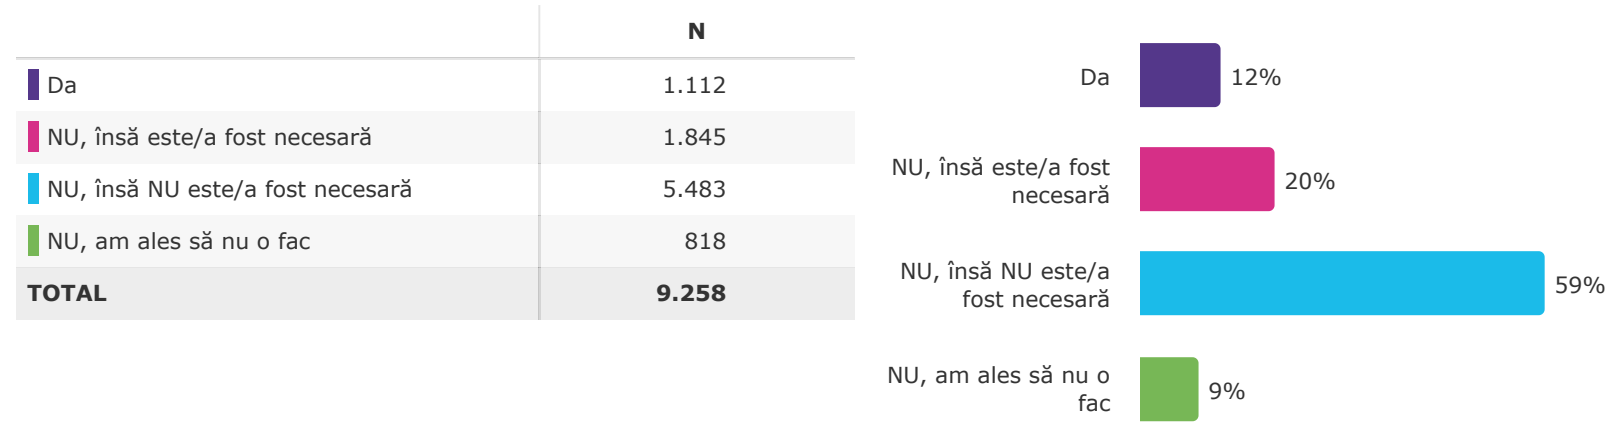 N
Da 1.112
NU, însă este/a fost necesară 1.845
NU, însă NU este/a fost necesară 5.483
NU, am ales să nu o fac 818
TOTAL 9.258
Da 12%
NU, însă este/a fost
necesară 20%
NU, însă NU este/a
fost necesară 59%
NU, am ales să nu o
fac 9%